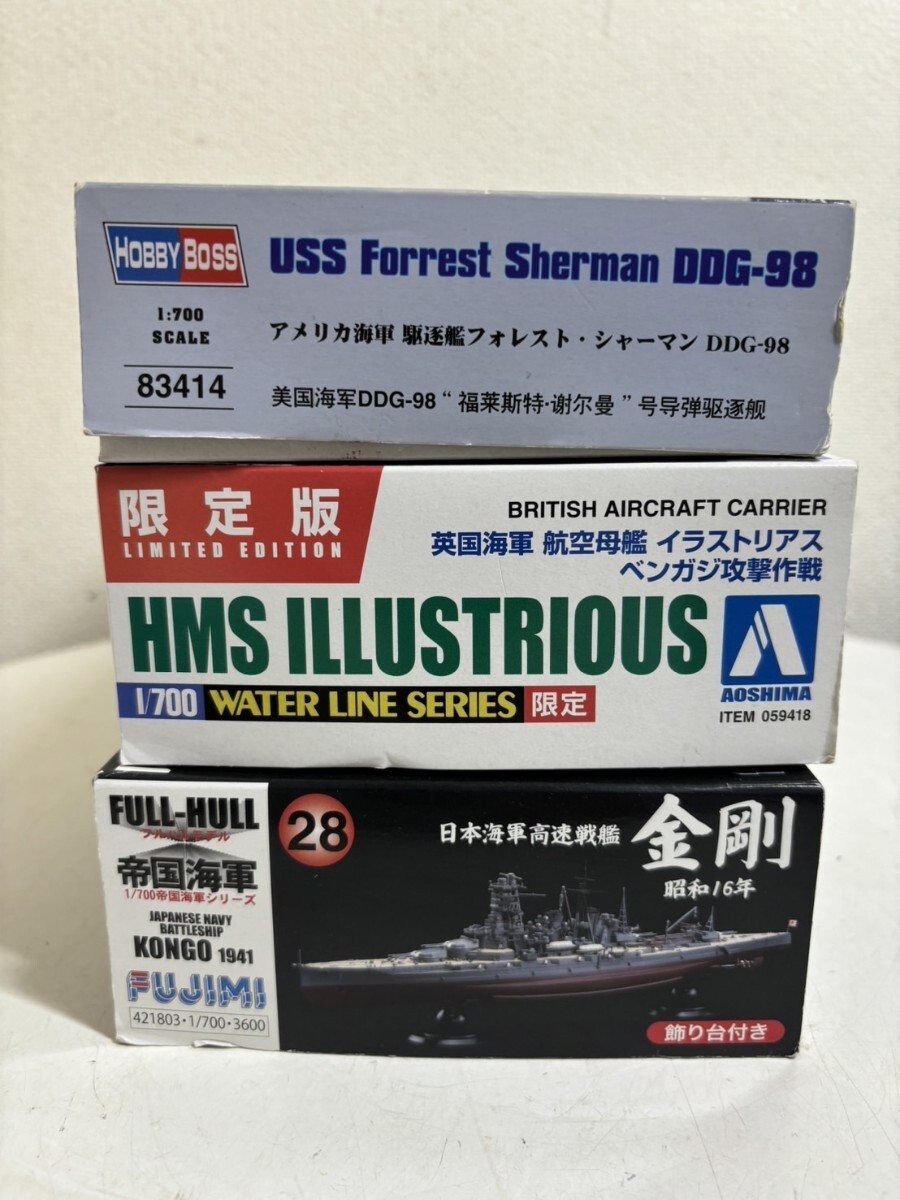 HOBBY BOSS
USS Forrest Sherman DDG-98
1:700
SCALE
アメリカ海軍 駆逐艦フォレスト・シャーマン DDG-98
83414
美国海军DDG-98“福莱斯特·谢尔曼”号导弹驱逐舰
限定版
LIMITED EDITION
BRITISH AIRCRAFT CARRIER
英国海軍 航空母艦 イラストリアス
ベンガジ攻撃作戦
HMS ILLUSTRIOUS
1/700 WATER LINE SERIES 限定
AOSHIMA
ITEM 059418
FULL-HULL
フルハルモデル
帝国海軍
1/700帝国海軍シリーズ
JAPANESE NAVY
BATTLESHIP
KONGO 1941
FUJIMI
421803・1/700・3600
28
日本海軍高速戦艦 金剛
昭和16年
飾り台付き